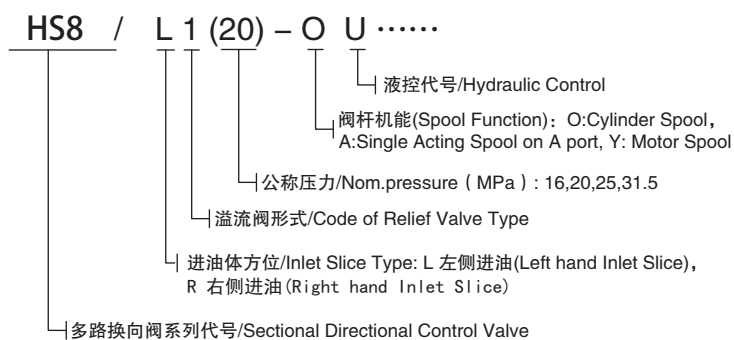 HS8 / L 1 (20) – O U ······
液控代号/Hydraulic Control
阀杆机能(Spool Function)：O:Cylinder Spool，
A:Single Acting Spool on A port, Y: Motor Spool
公称压力/Nom.pressure（MPa）: 16,20,25,31.5
溢流阀形式/Code of Relief Valve Type
进油体方位/Inlet Slice Type: L 左侧进油(Left hand Inlet Slice)，
R 右侧进油(Right hand Inlet Slice)
多路换向阀系列代号/Sectional Directional Control Valve